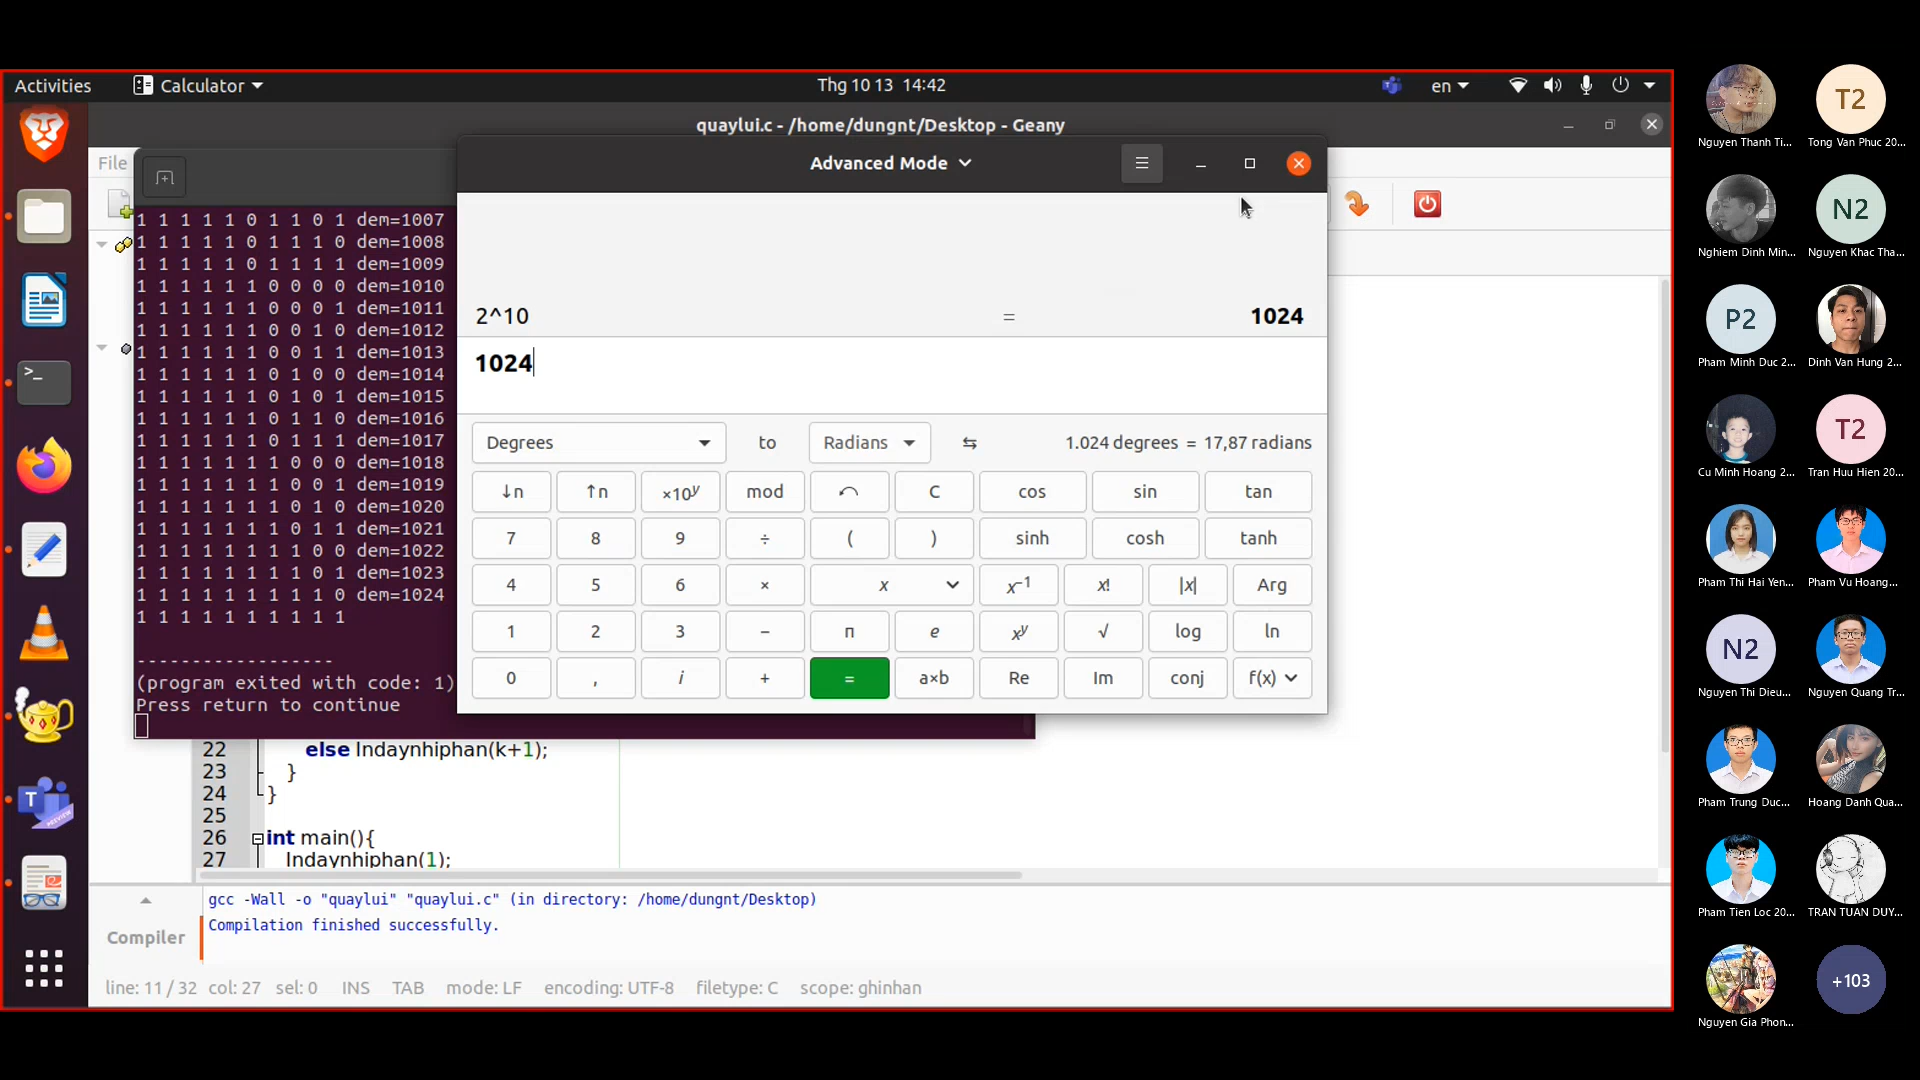 Activities
Calculator
Thg 10 13 14:42
en
quaylui.c - /home/dungnt/Desktop - Geany
File
Advanced Mode
1 1 1 1 1 0 1 1 0 1 dem=1007
1 1 1 1 1 0 1 1 1 0 dem=1008
1 1 1 1 1 0 1 1 1 1 dem=1009
1 1 1 1 1 1 0 0 0 0 dem=1010
1 1 1 1 1 1 0 0 0 1 dem=1011
1 1 1 1 1 1 0 0 1 0 dem=1012
1 1 1 1 1 1 0 0 1 1 dem=1013
1 1 1 1 1 1 0 1 0 0 dem=1014
1 1 1 1 1 1 0 1 0 1 dem=1015
1 1 1 1 1 1 0 1 1 0 dem=1016
1 1 1 1 1 1 0 1 1 1 dem=1017
1 1 1 1 1 1 1 0 0 0 dem=1018
1 1 1 1 1 1 1 0 0 1 dem=1019
1 1 1 1 1 1 1 0 1 0 dem=1020
1 1 1 1 1 1 1 0 1 1 dem=1021
1 1 1 1 1 1 1 1 0 0 dem=1022
1 1 1 1 1 1 1 1 0 1 dem=1023
1 1 1 1 1 1 1 1 1 0 dem=1024
1 1 1 1 1 1 1 1 1 1
------------------
(program exited with code: 1)
Press return to continue
2^10 = 1024
1024
Degrees to Radians ⇆ 1.024 degrees = 17,87 radians
↓n ↑n ×10^y mod C cos sin tan
7 8 9 ÷ ( ) sinh cosh tanh
4 5 6 × x x⁻¹ x! |x| Arg
1 2 3 − π e x^y √ log ln
0 , i + = a×b Re Im conj f(x)
22 else Indaynhiphan(k+1);
23 }
24 }
25
26 int main(){
27 Indaynhiphan(1);
Compiler
gcc -Wall -o "quaylui" "quaylui.c" (in directory: /home/dungnt/Desktop)
Compilation finished successfully.
line: 11 / 32 col: 27 sel: 0 INS TAB mode: LF encoding: UTF-8 filetype: C scope: ghinhan
T
PREVIEW
T2
Nguyen Thanh Ti... Tong Van Phuc 20...
N2
Nghiem Dinh Min... Nguyen Khac Tha...
P2
Pham Minh Duc 2... Dinh Van Hung 2...
T2
Cu Minh Hoang 2... Tran Huu Hien 20...
Pham Thi Hai Yen... Pham Vu Hoang...
N2
Nguyen Thi Dieu... Nguyen Quang Tr...
Pham Trung Duc... Hoang Danh Qua...
Pham Tien Loc 20... TRAN TUAN DUY...
+103
Nguyen Gia Phon...